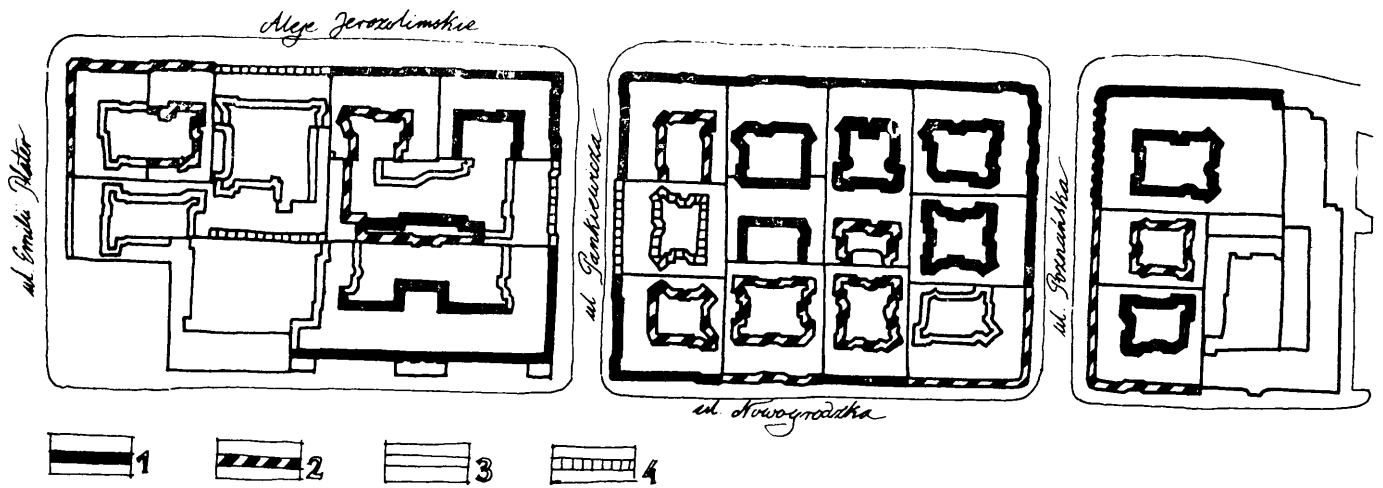 Aleje Jerozolimskie
ul. Emilii Plater
ul. Pankiewicza
ul. Poznańska
ul. Nowogrodzka
1 2 3 4